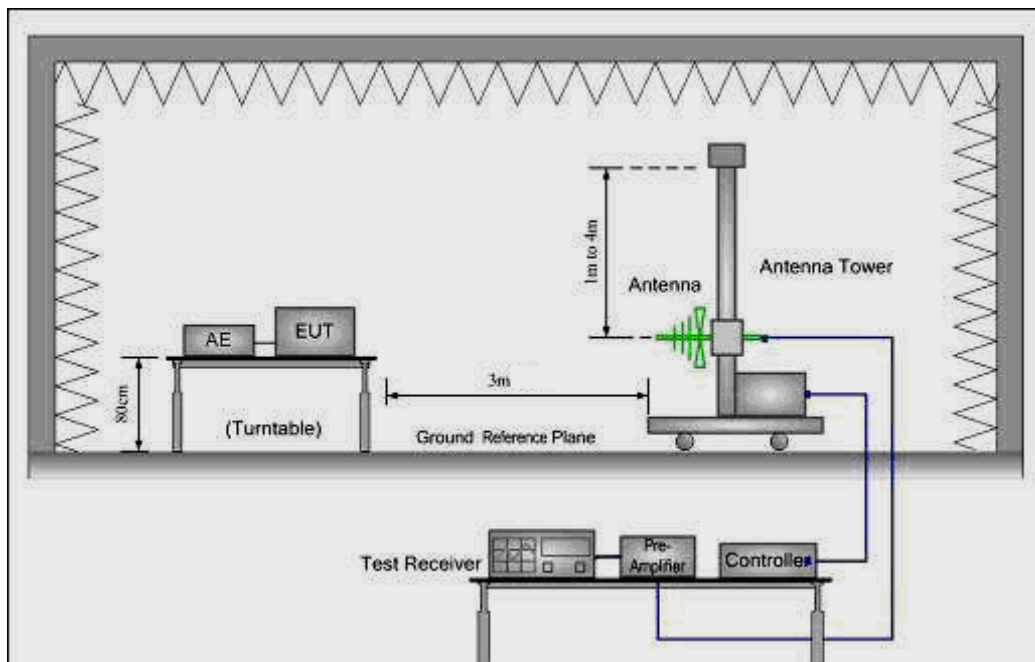 1m to 4m
Antenna Tower
Antenna
AE
EUT
3m
80cm
(Turntable)
Ground Reference Plane
Test Receiver
Pre-
Amplifier
Controller